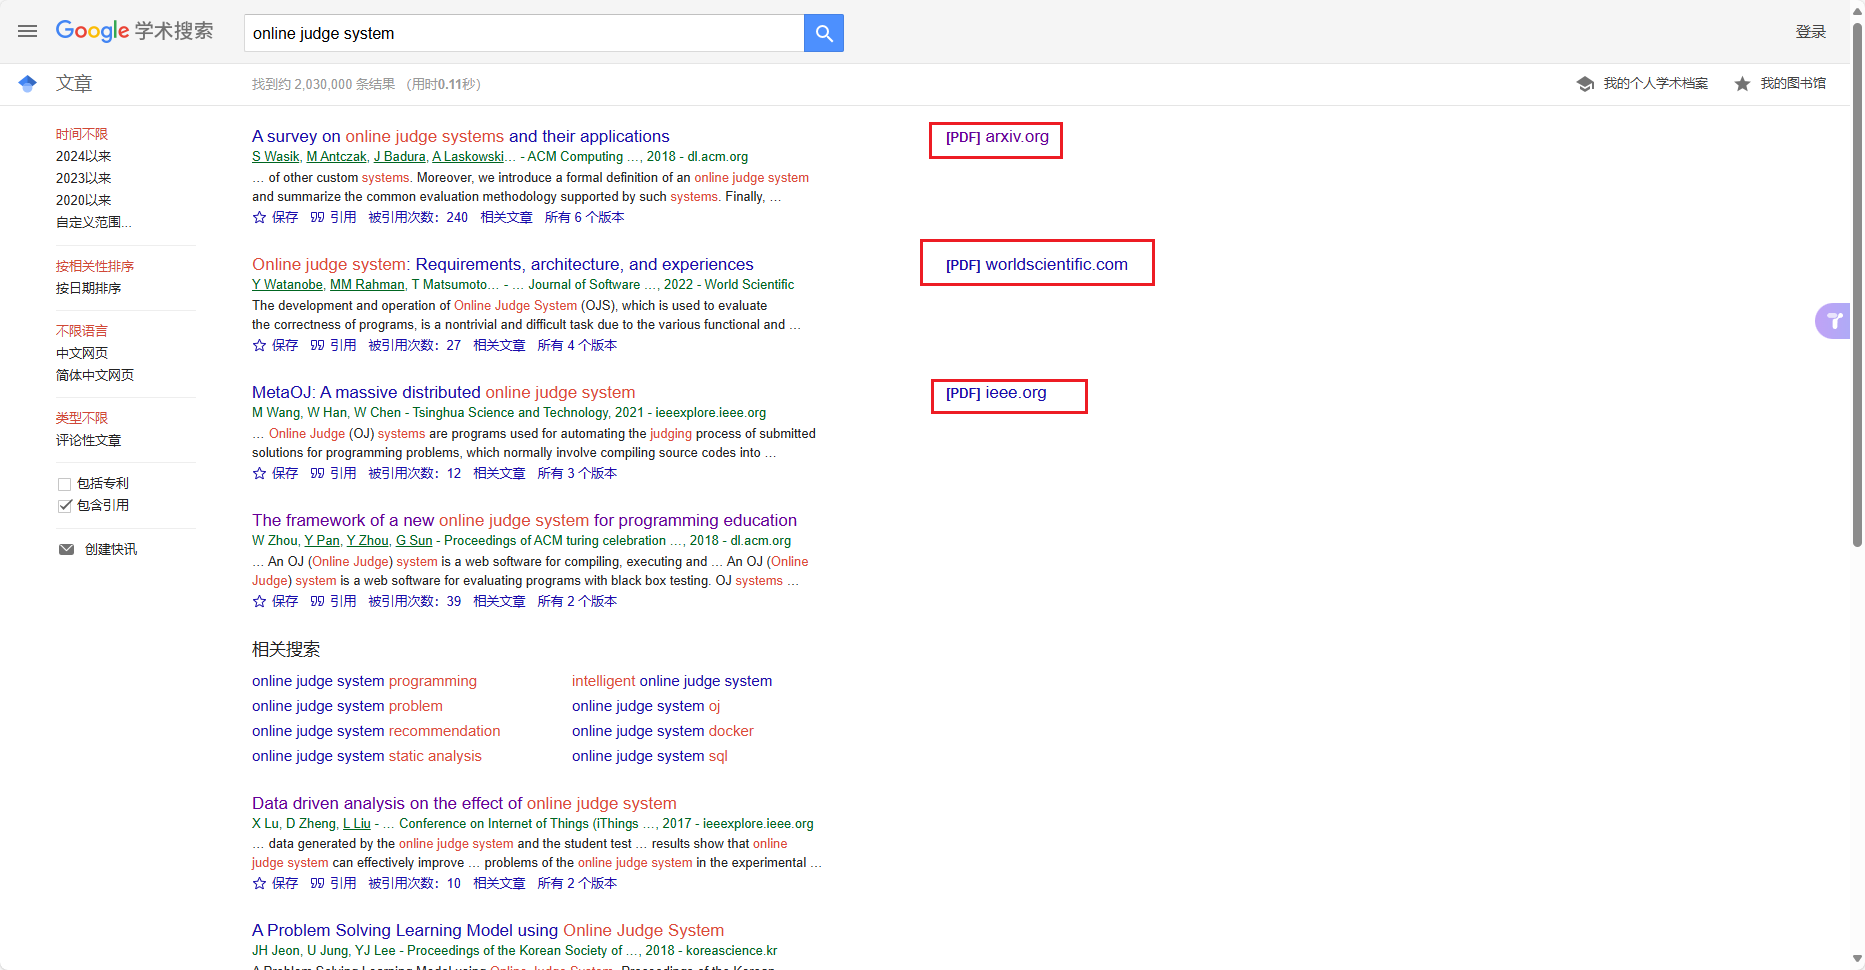 Google 学术搜索
online judge system
登录
文章
找到约 2,030,000 条结果 （用时0.11秒）
我的个人学术档案
我的图书馆
时间不限
2024以来
2023以来
2020以来
自定义范围...
按相关性排序
按日期排序
不限语言
中文网页
简体中文网页
类型不限
评论性文章
包括专利
包含引用
创建快讯
A survey on online judge systems and their applications
[PDF] arxiv.org
S Wasik, M Antczak, J Badura, A Laskowski… - ACM Computing …, 2018 - dl.acm.org
… of other custom systems. Moreover, we introduce a formal definition of an online judge system
and summarize the common evaluation methodology supported by such systems. Finally, …
保存 引用 被引用次数：240 相关文章 所有 6 个版本
Online judge system: Requirements, architecture, and experiences
[PDF] worldscientific.com
Y Watanobe, MM Rahman, T Matsumoto… - … Journal of Software …, 2022 - World Scientific
The development and operation of Online Judge System (OJS), which is used to evaluate
the correctness of programs, is a nontrivial and difficult task due to the various functional and …
保存 引用 被引用次数：27 相关文章 所有 4 个版本
MetaOJ: A massive distributed online judge system
[PDF] ieee.org
M Wang, W Han, W Chen - Tsinghua Science and Technology, 2021 - ieeexplore.ieee.org
… Online Judge (OJ) systems are programs used for automating the judging process of submitted
solutions for programming problems, which normally involve compiling source codes into …
保存 引用 被引用次数：12 相关文章 所有 3 个版本
The framework of a new online judge system for programming education
W Zhou, Y Pan, Y Zhou, G Sun - Proceedings of ACM turing celebration …, 2018 - dl.acm.org
… An OJ (Online Judge) system is a web software for compiling, executing and … An OJ (Online
Judge) system is a web software for evaluating programs with black box testing. OJ systems …
保存 引用 被引用次数：39 相关文章 所有 2 个版本
相关搜索
online judge system programming
intelligent online judge system
online judge system problem
online judge system oj
online judge system recommendation
online judge system docker
online judge system static analysis
online judge system sql
Data driven analysis on the effect of online judge system
X Lu, D Zheng, L Liu - … Conference on Internet of Things (iThings …, 2017 - ieeexplore.ieee.org
… data generated by the online judge system and the student test … results show that online
judge system can effectively improve … problems of the online judge system in the experimental …
保存 引用 被引用次数：10 相关文章 所有 2 个版本
A Problem Solving Learning Model using Online Judge System
JH Jeon, U Jung, YJ Lee - Proceedings of the Korean Society of …, 2018 - koreascience.kr
A Problem Solving Learning Model using Online Judge System. Proceedings of the Korean